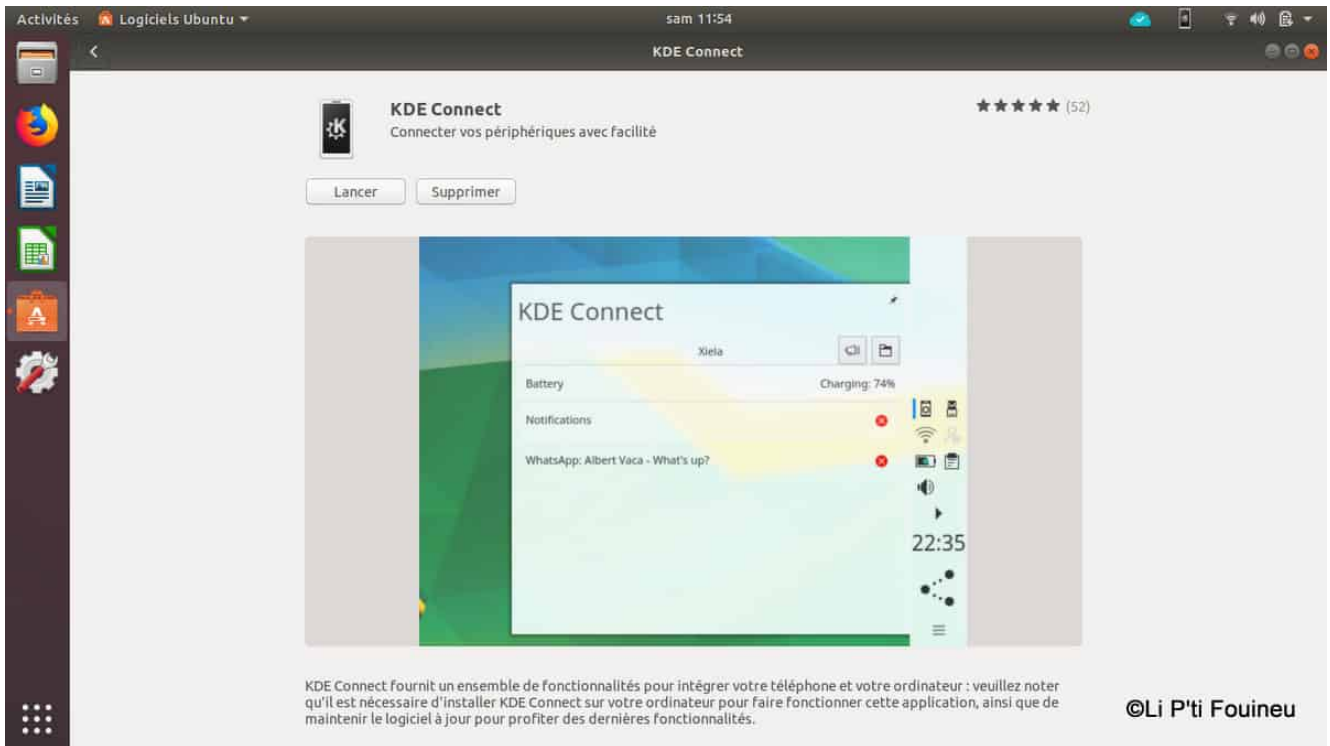 Activités
Logiciels Ubuntu
sam 11:54
KDE Connect
KDE Connect
Connecter vos périphériques avec facilité
(52)
Lancer
Supprimer
KDE Connect
Xiela
Battery
Charging: 74%
Notifications
WhatsApp: Albert Vaca - What's up?
22:35
KDE Connect fournit un ensemble de fonctionnalités pour intégrer votre téléphone et votre ordinateur : veuillez noter
qu'il est nécessaire d'installer KDE Connect sur votre ordinateur pour faire fonctionner cette application, ainsi que de
maintenir le logiciel à jour pour profiter des dernières fonctionnalités.
©Li P'ti Fouineu